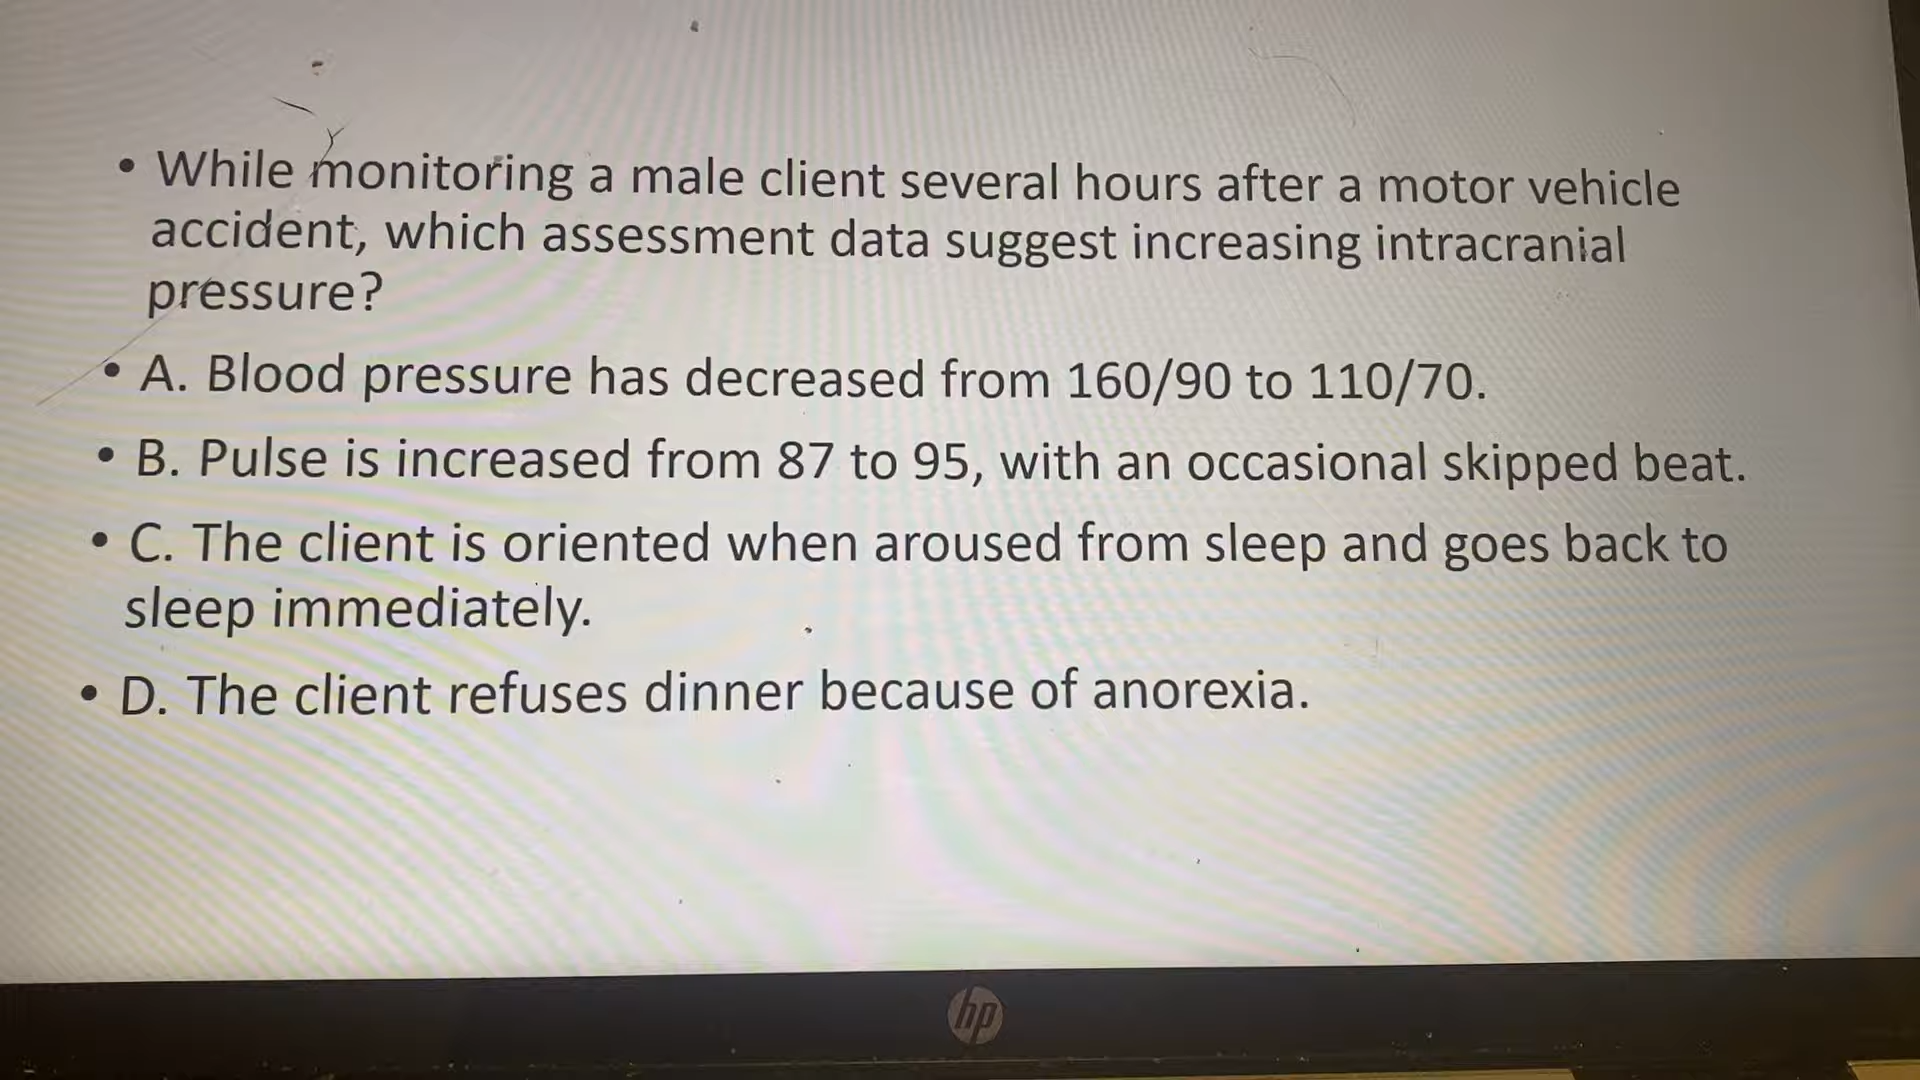 • While monitoring a male client several hours after a motor vehicle
accident, which assessment data suggest increasing intracranial
pressure?
• A. Blood pressure has decreased from 160/90 to 110/70.
• B. Pulse is increased from 87 to 95, with an occasional skipped beat.
• C. The client is oriented when aroused from sleep and goes back to
sleep immediately.
• D. The client refuses dinner because of anorexia.
hp